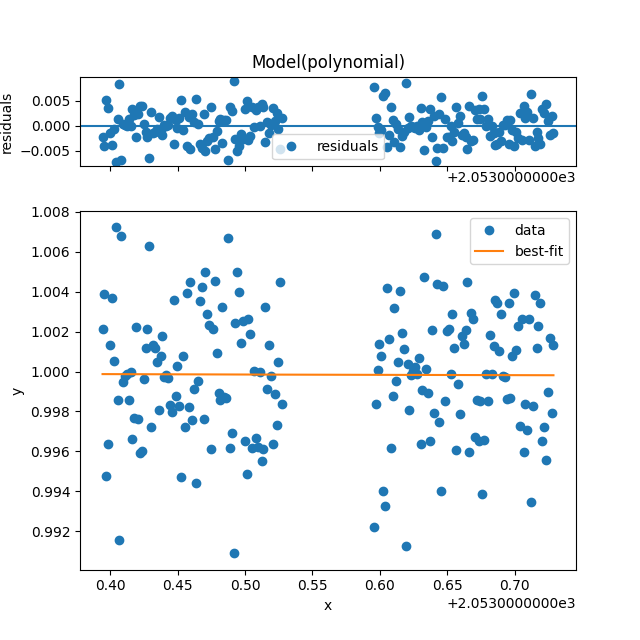 Model(polynomial)
residuals
0.005
0.000
−0.005
residuals
+2.0530000000e3
1.008
1.006
1.004
1.002
1.000
0.998
0.996
0.994
0.992
y
data
best-fit
0.40 0.45 0.50 0.55 0.60 0.65 0.70
x
+2.0530000000e3